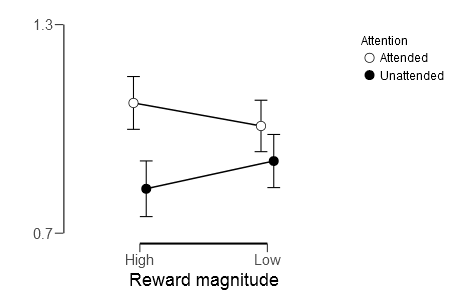 1.3
Attention
Attended
Unattended
0.7
High Low
Reward magnitude